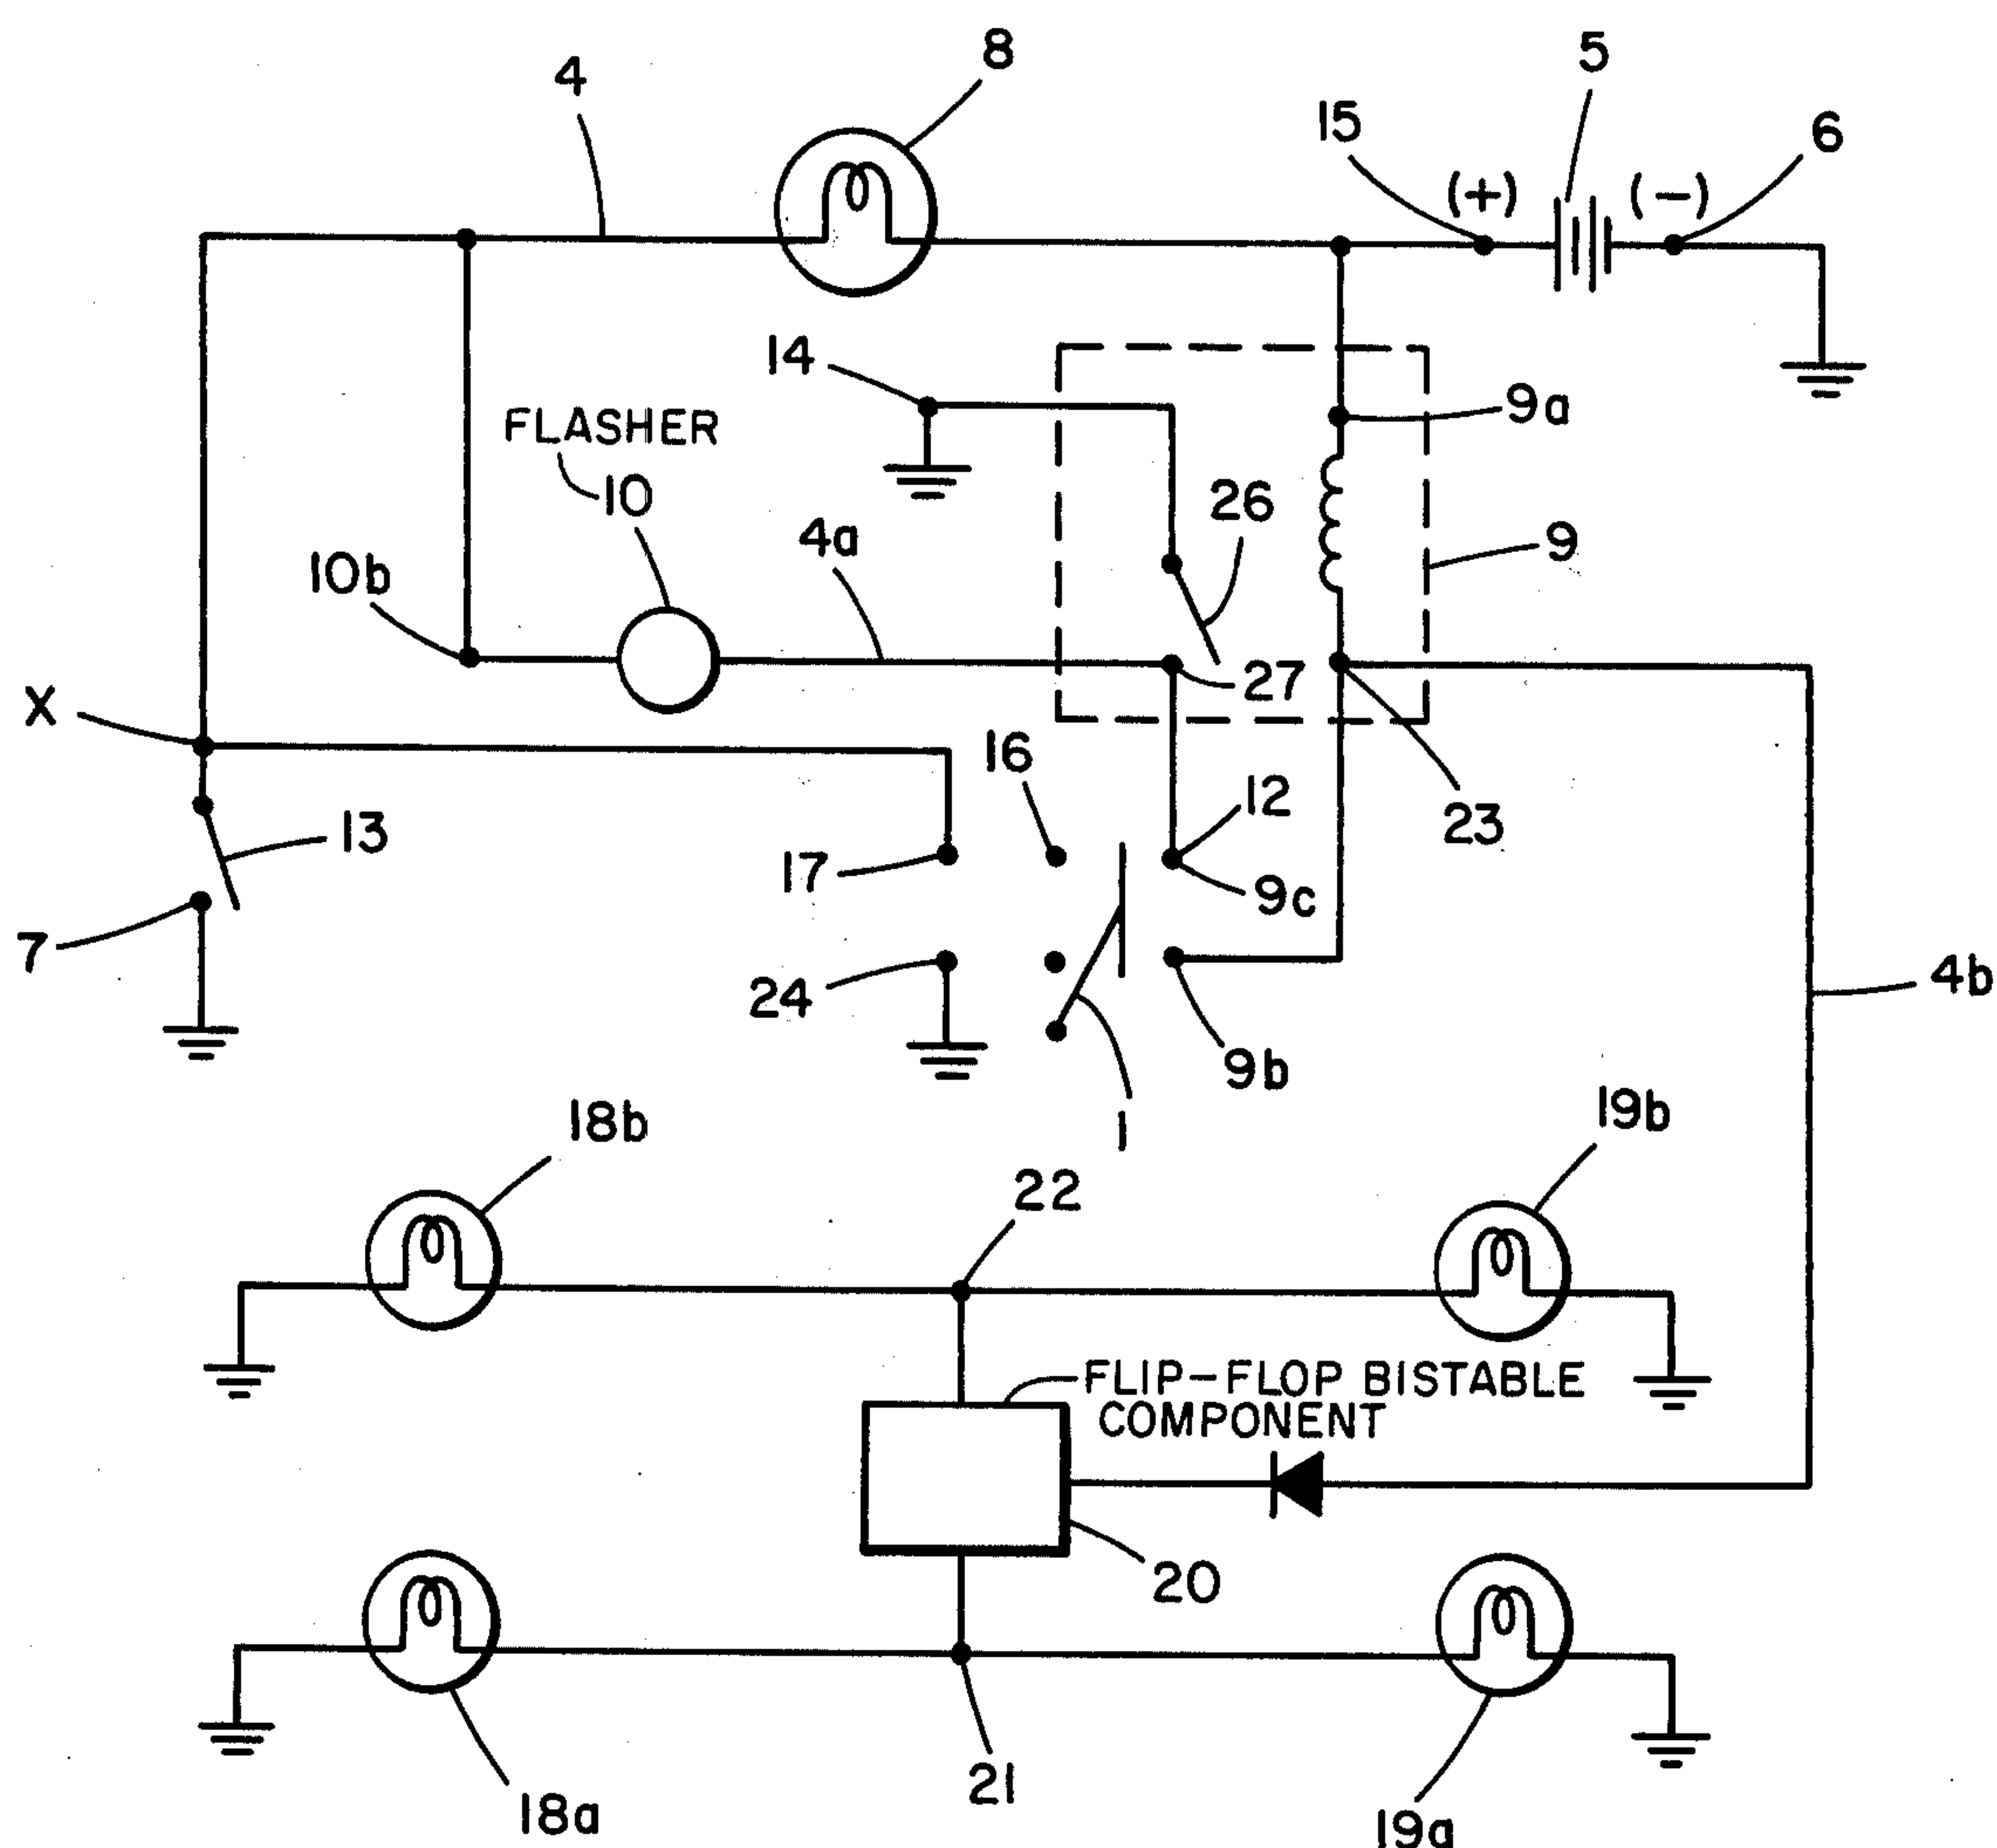 8
5
4
15
6
(+)
(-)
14
9a
FLASHER
10
26
4a
9
10b
27
X
16
12
23
13
17
9c
7
24
4b
9b
1
18b
19b
22
FLIP-FLOP BISTABLE
COMPONENT
20
21
18a
19a